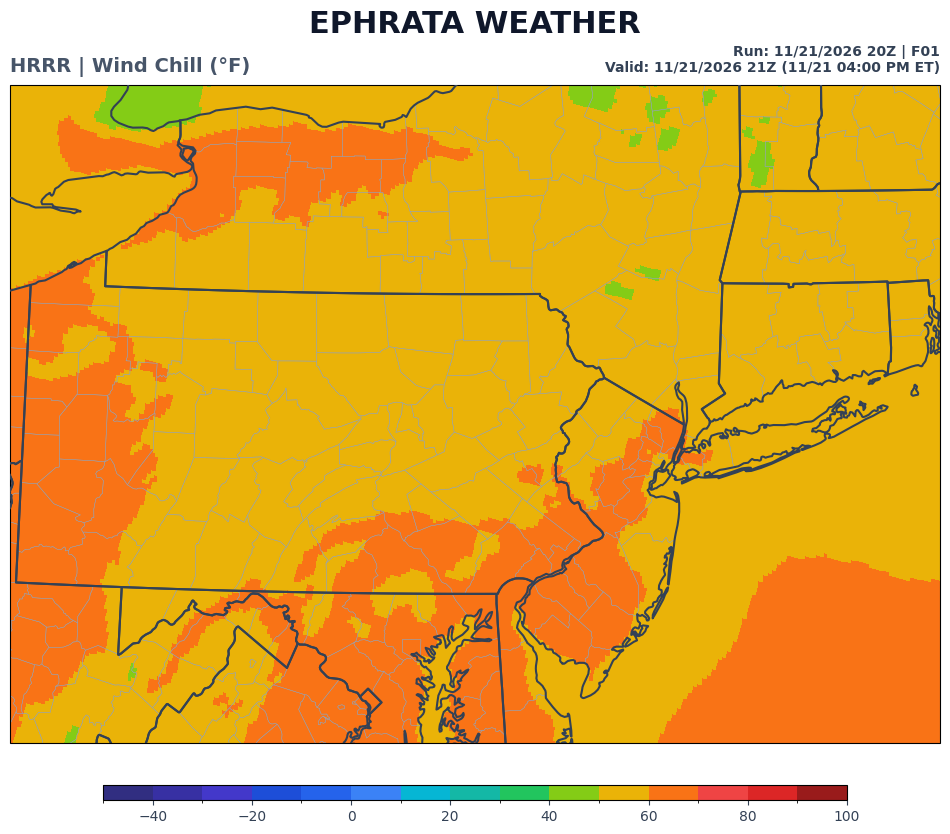 EPHRATA WEATHER
HRRR | Wind Chill (°F)
Run: 11/21/2026 20Z | F01
Valid: 11/21/2026 21Z (11/21 04:00 PM ET)
−40 −20 0 20 40 60 80 100